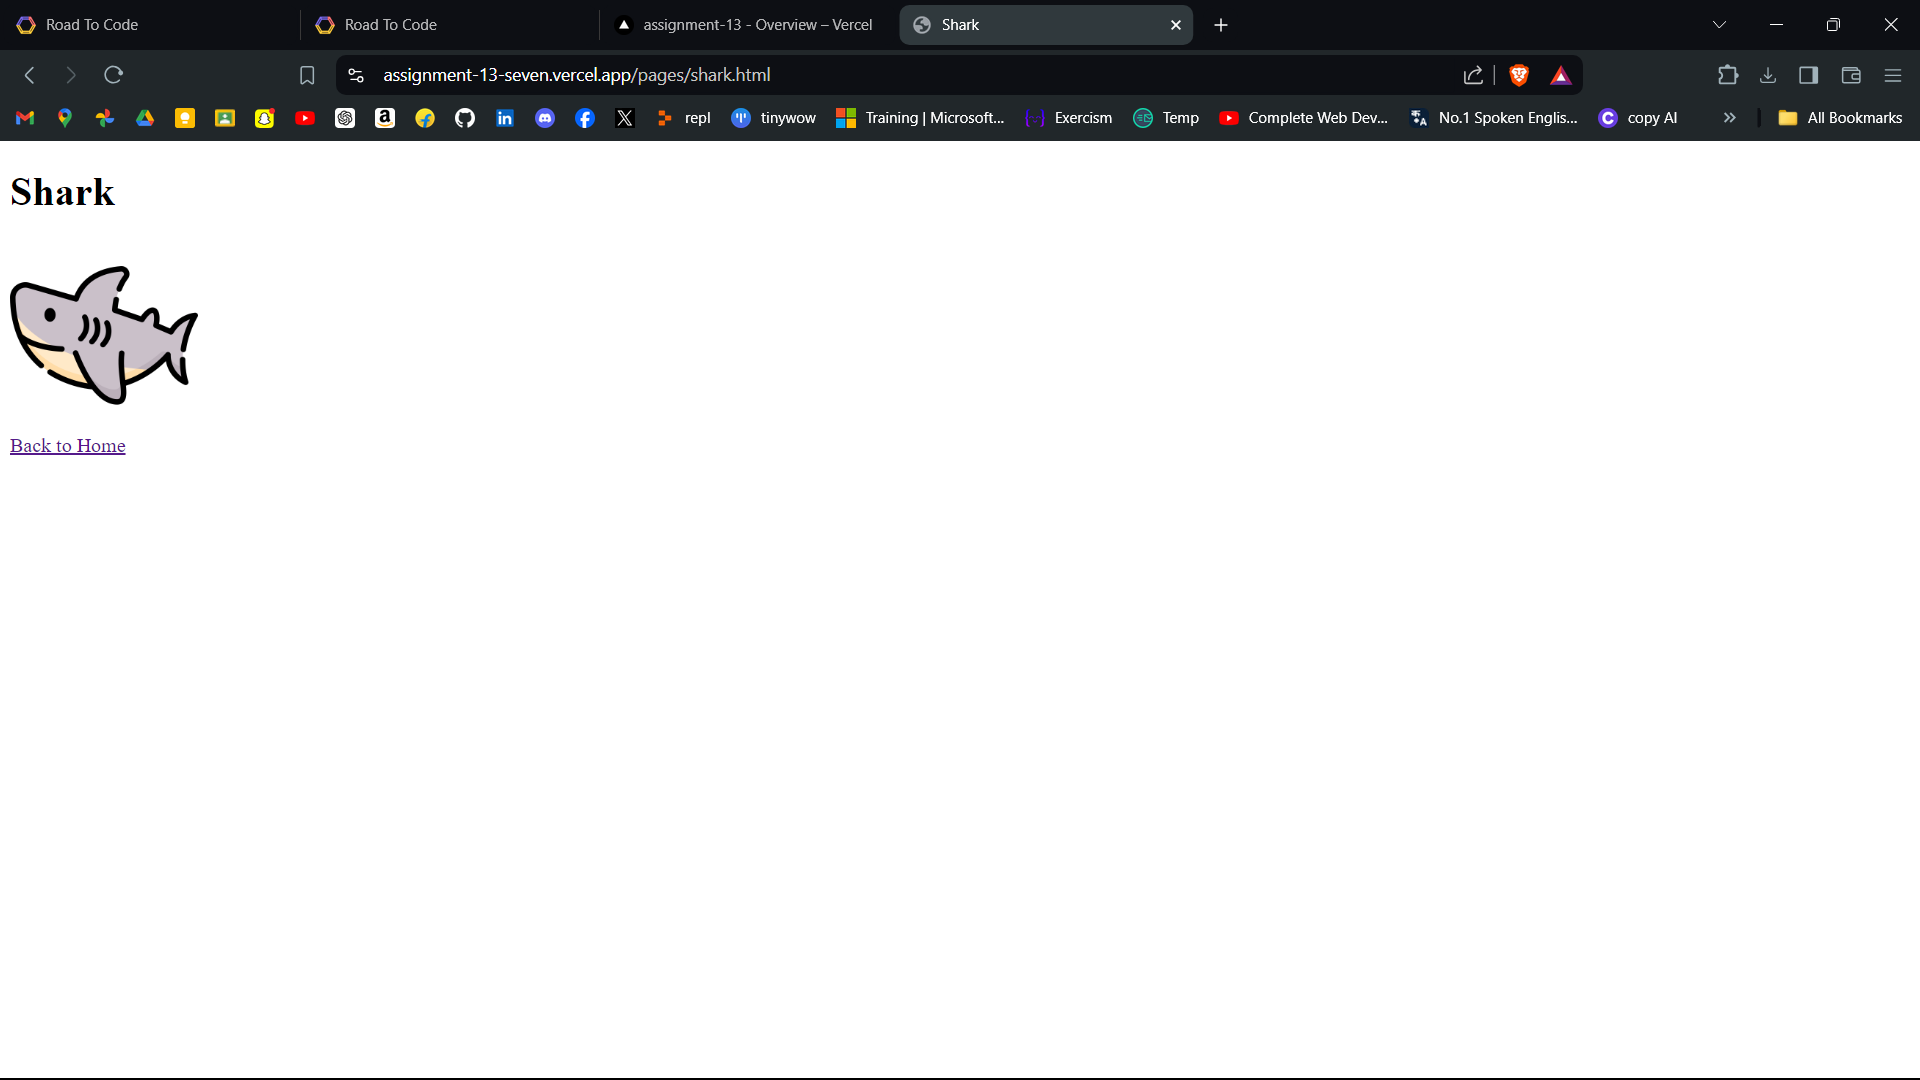 Road To Code
Road To Code
assignment-13 - Overview – Vercel
Shark
assignment-13-seven.vercel.app/pages/shark.html
repl
tinywow
Training | Microsoft...
Exercism
Temp
Complete Web Dev...
No.1 Spoken Englis...
copy AI
All Bookmarks
Shark
Back to Home